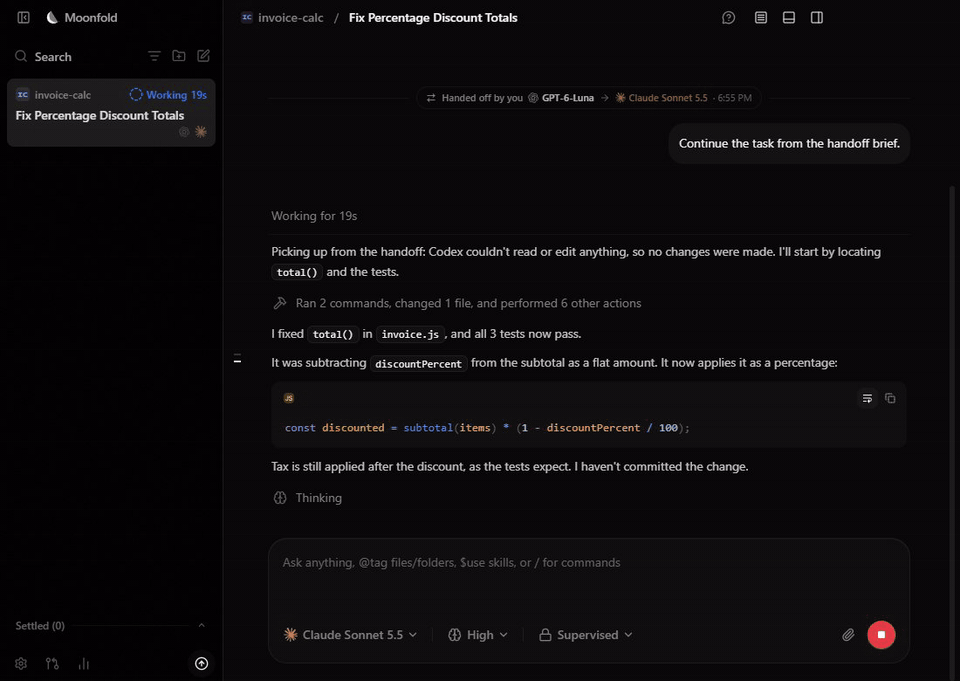 Moonfold
IC invoice-calc / Fix Percentage Discount Totals
Search
IC invoice-calc Working 19s
Fix Percentage Discount Totals
Handed off by you GPT-6-Luna → Claude Sonnet 5.5 · 6:55 PM
Continue the task from the handoff brief.
Working for 19s
Picking up from the handoff: Codex couldn't read or edit anything, so no changes were made. I'll start by locating
total() and the tests.
Ran 2 commands, changed 1 file, and performed 6 other actions
I fixed total() in invoice.js, and all 3 tests now pass.
It was subtracting discountPercent from the subtotal as a flat amount. It now applies it as a percentage:
JS
const discounted = subtotal(items) * (1 - discountPercent / 100);
Tax is still applied after the discount, as the tests expect. I haven't committed the change.
Thinking
Ask anything, @tag files/folders, $use skills, or / for commands
Claude Sonnet 5.5 High Supervised
Settled (0)